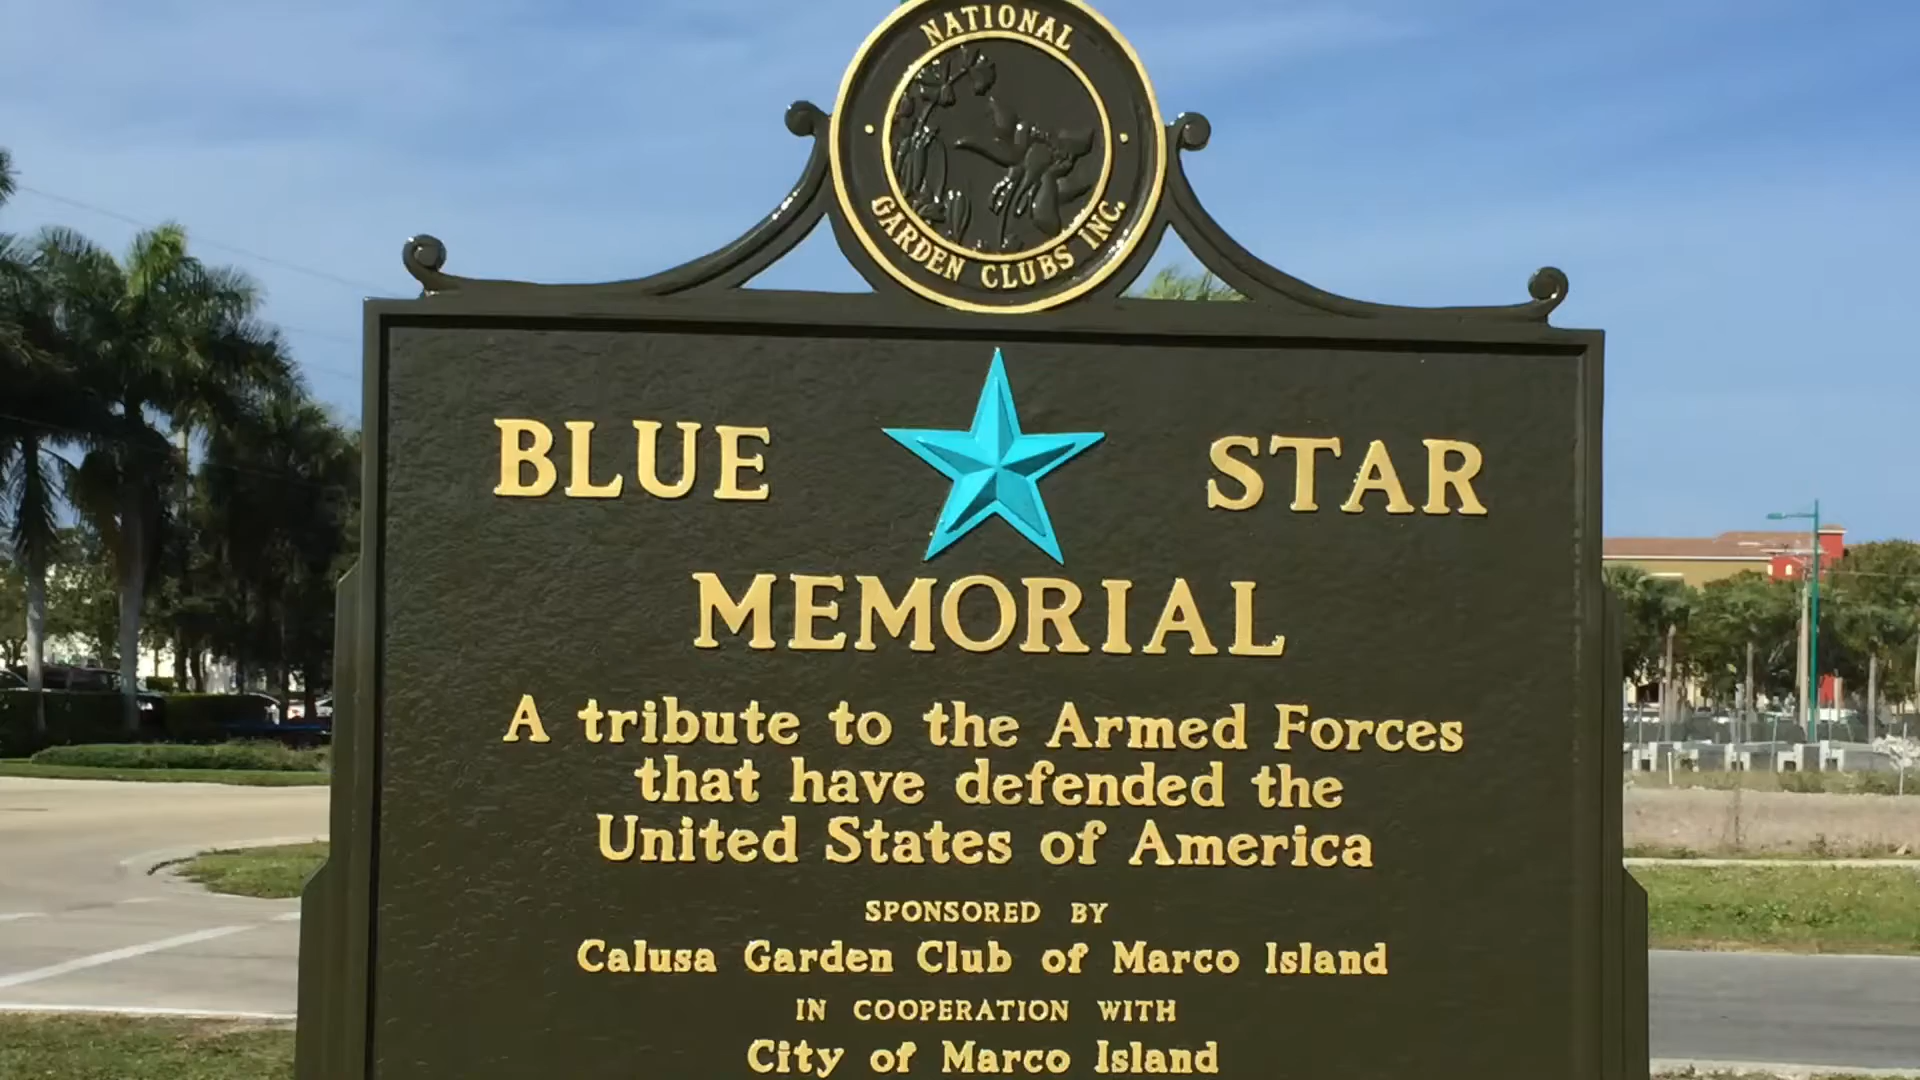 NATIONAL
GARDEN CLUBS INC.
BLUE STAR
MEMORIAL
A tribute to the Armed Forces
that have defended the
United States of America
SPONSORED BY
Calusa Garden Club of Marco Island
IN COOPERATION WITH
City of Marco Island